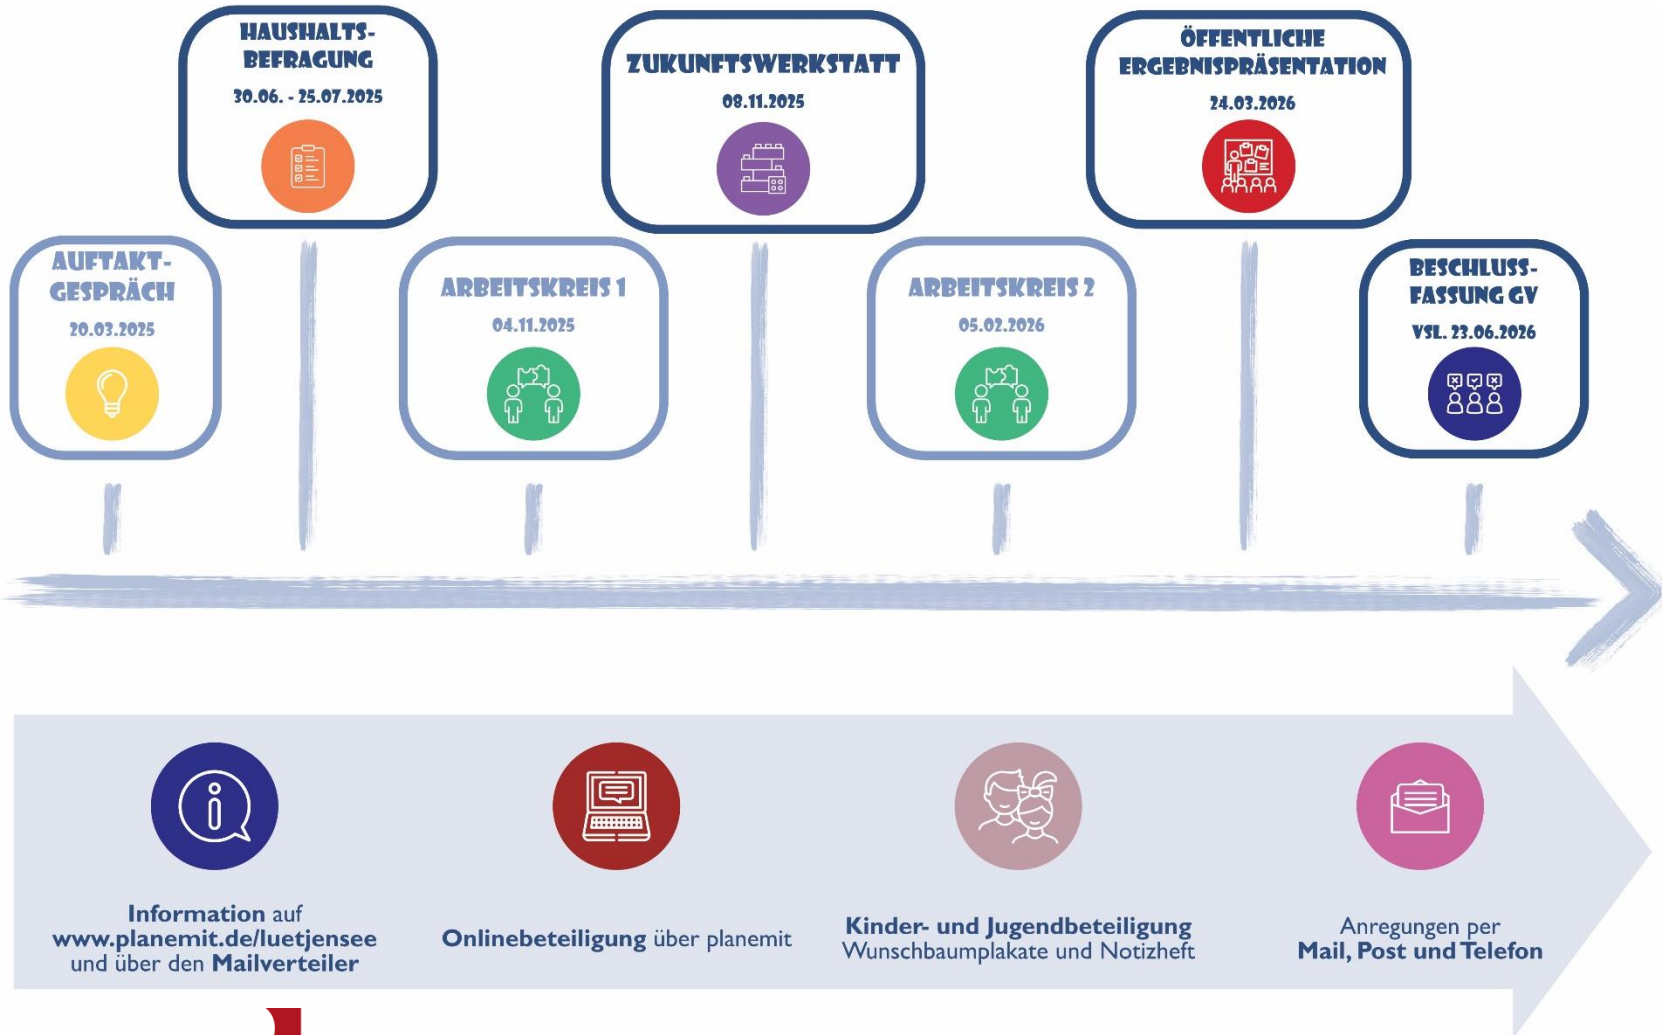 HAUSHALTS-
BEFRAGUNG
30.06. - 25.07.2025
ZUKUNFTSWERKSTATT
08.11.2025
ÖFFENTLICHE
ERGEBNISPRÄSENTATION
24.03.2026
AUFTAKT-
GESPRÄCH
20.03.2025
ARBEITSKREIS 1
04.11.2025
ARBEITSKREIS 2
05.02.2026
BESCHLUSS-
FASSUNG GV
VSL. 23.06.2026
Information auf
www.planemit.de/luetjensee
und über den Mailverteiler
Onlinebeteiligung über planemit
Kinder- und Jugendbeteiligung
Wunschbaumplakate und Notizheft
Anregungen per
Mail, Post und Telefon